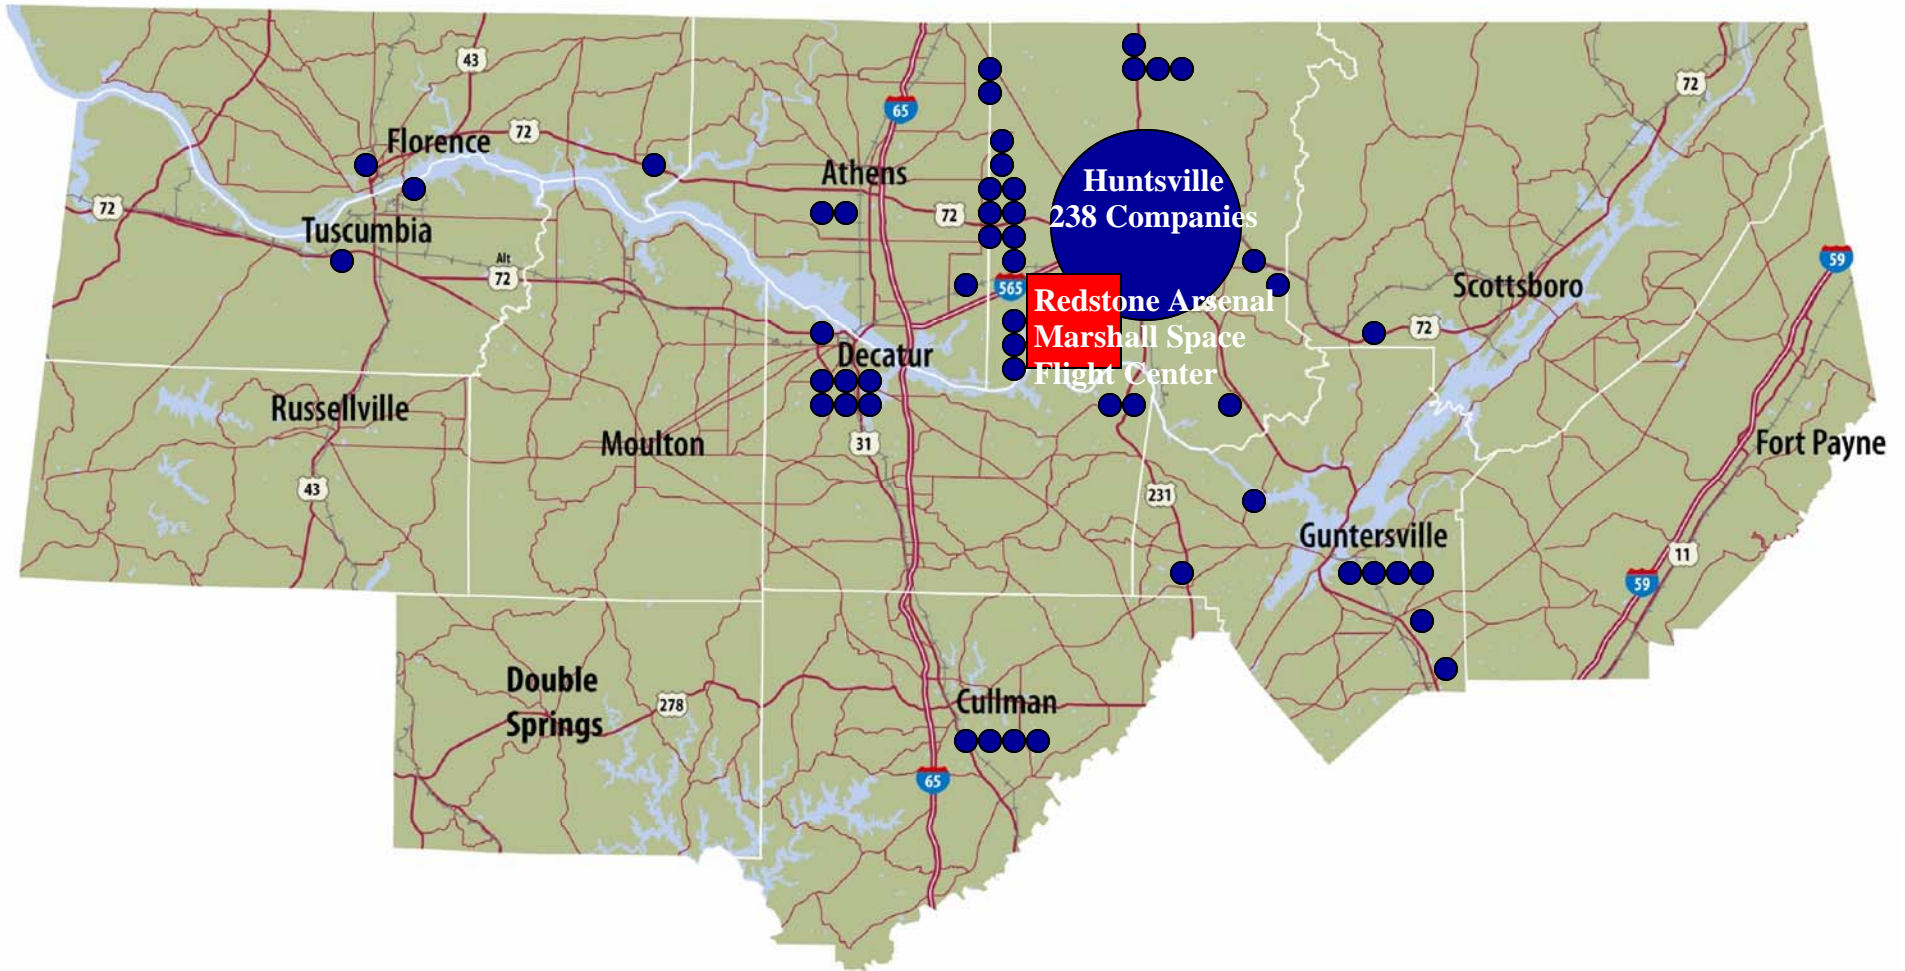 43
72
65
72
Florence
Athens
Huntsville
238 Companies
72
72
Tuscumbia
Alt
72
59
565
Scottsboro
Redstone Arsenal
Marshall Space
Flight Center
72
Decatur
Russellville
Moulton
31
Fort Payne
43
231
Guntersville
11
59
Double
Springs
278
Cullman
65